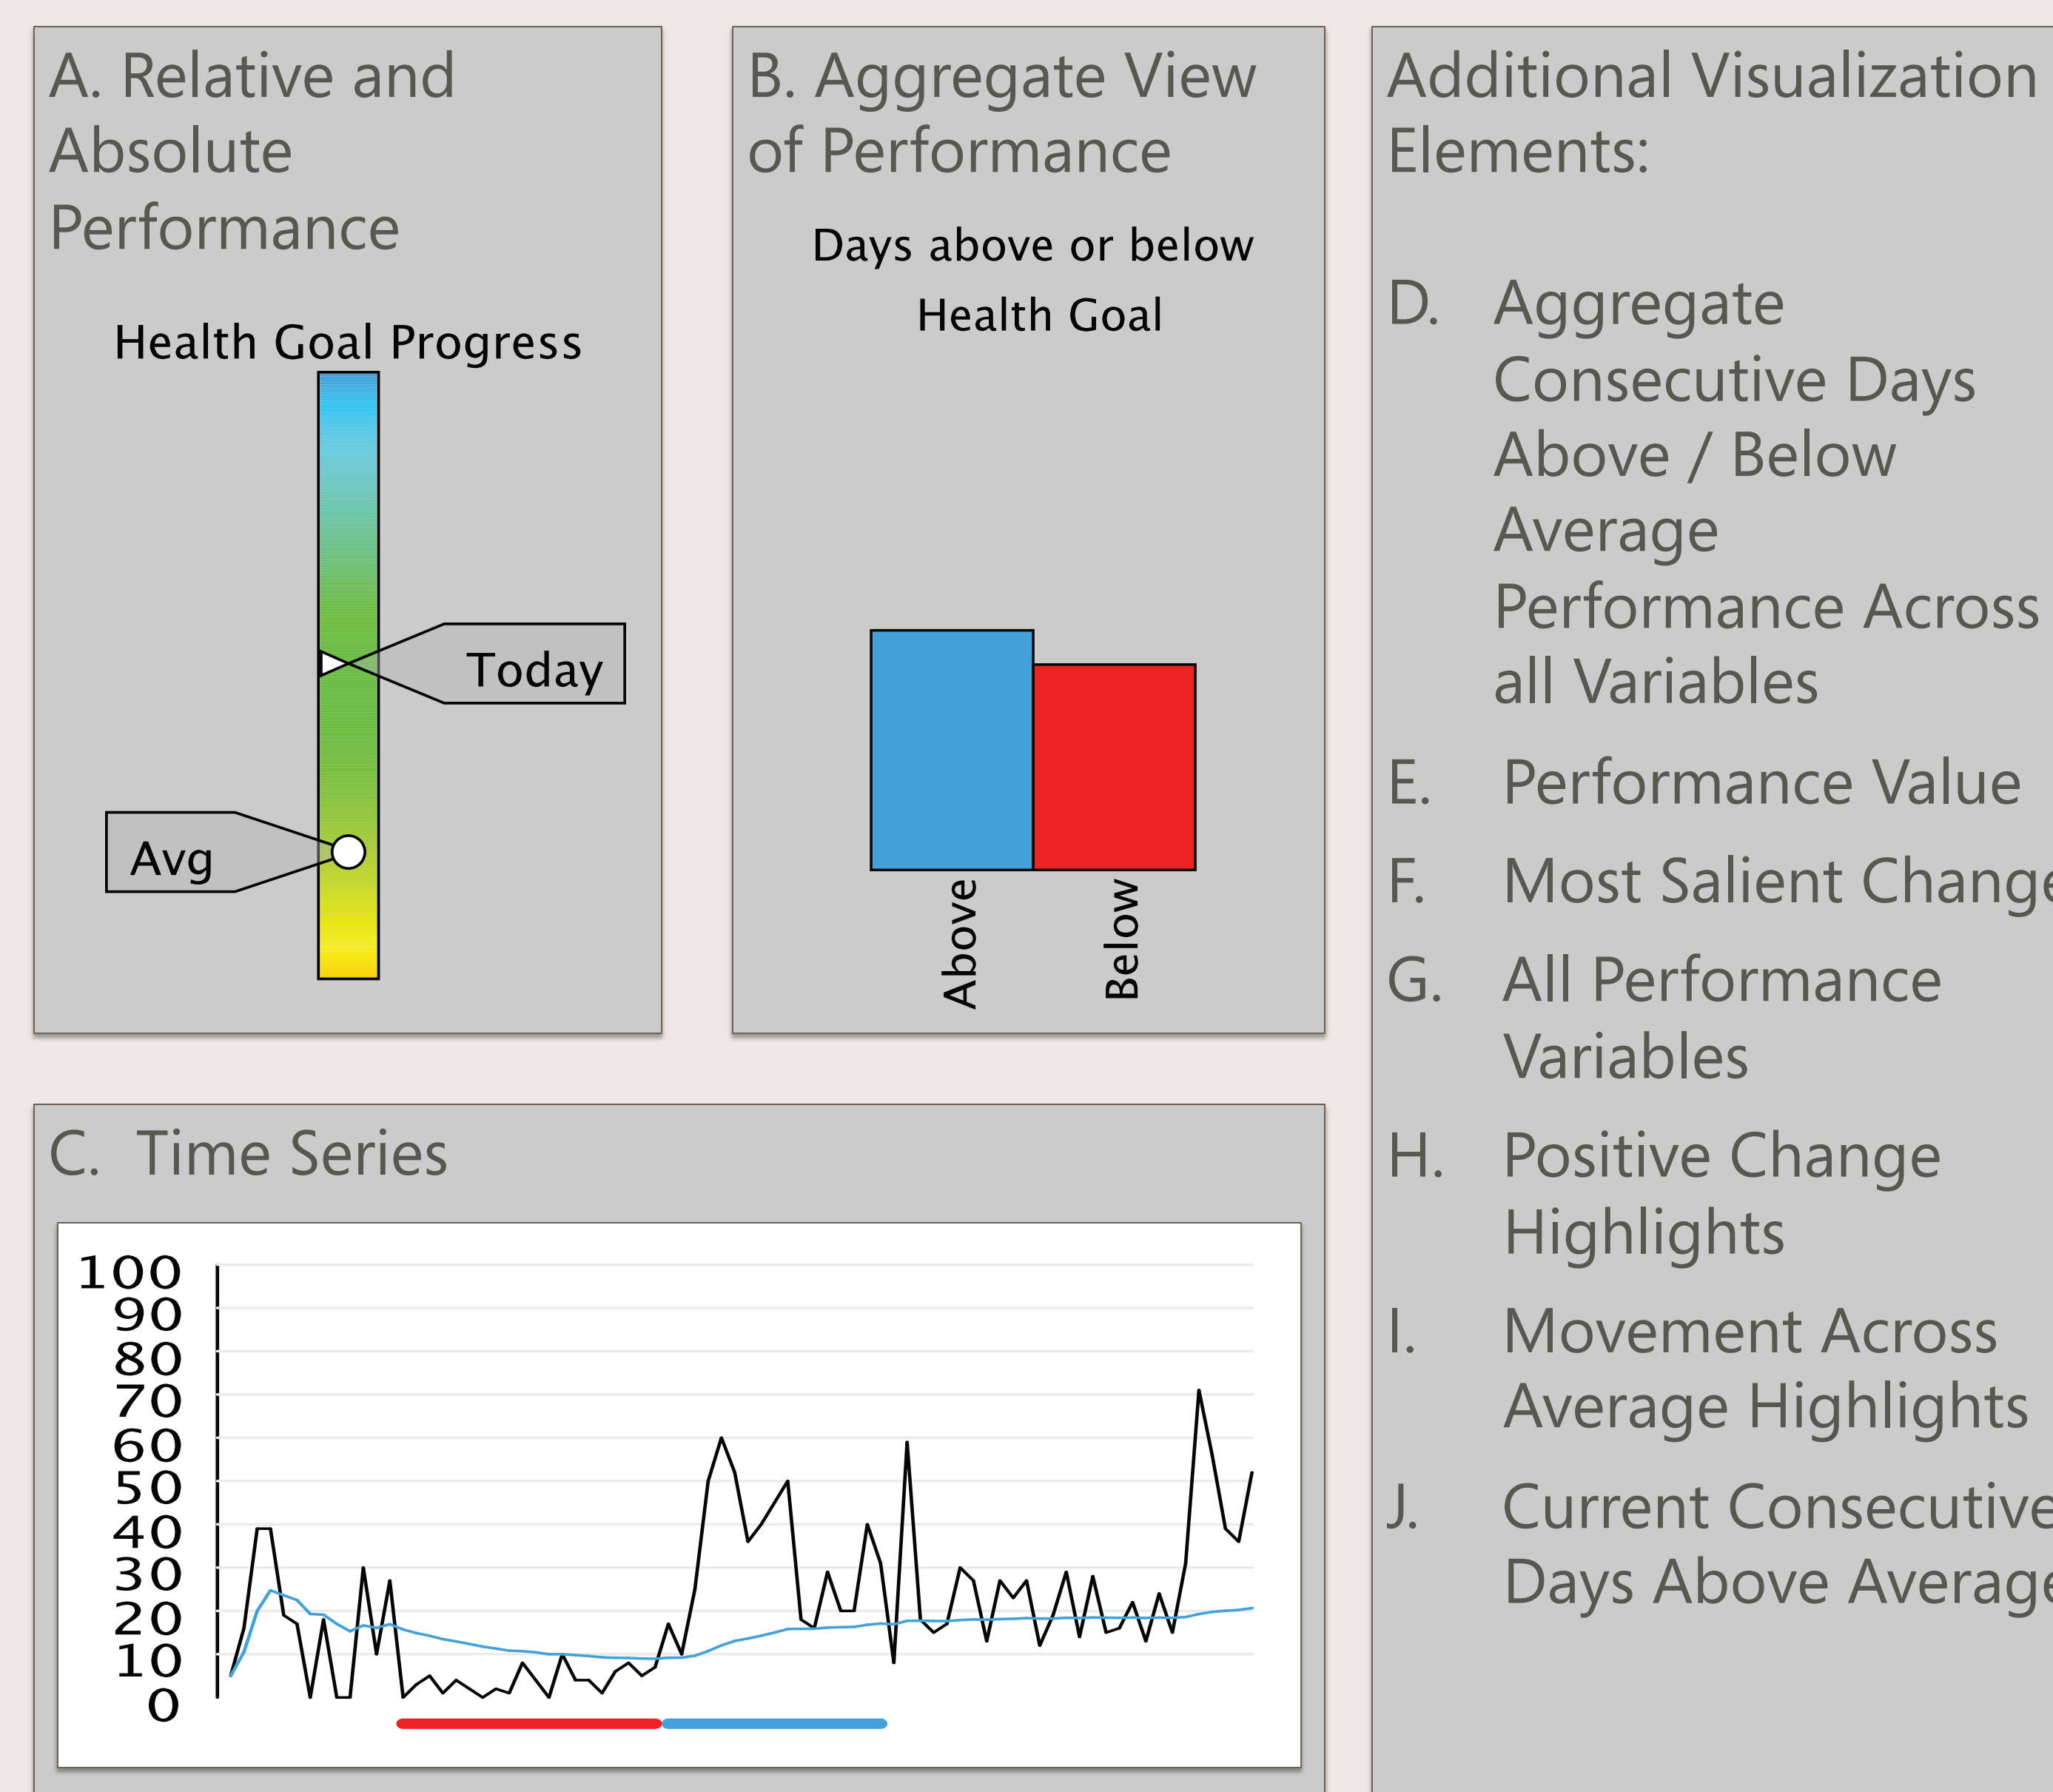 A. Relative and
Absolute
Performance
Health Goal Progress
Today
Avg
B. Aggregate View
of Performance
Days above or below
Health Goal
Above
Below
C. Time Series
100
90
80
70
60
50
40
30
20
10
0
Additional Visualization
Elements:
D. Aggregate
Consecutive Days
Above / Below
Average
Performance Across
all Variables
E. Performance Value
F. Most Salient Change
G. All Performance
Variables
H. Positive Change
Highlights
I. Movement Across
Average Highlights
J. Current Consecutive
Days Above Average